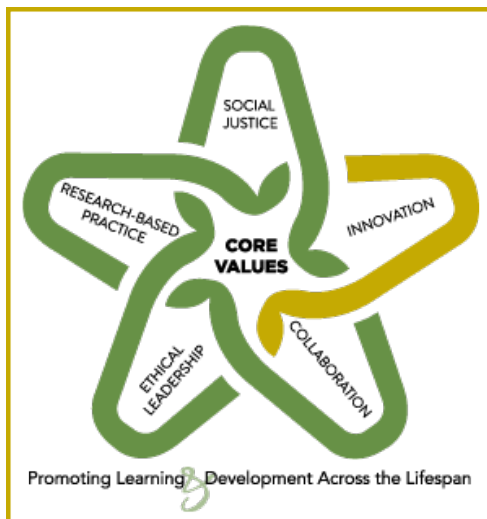 SOCIAL
JUSTICE
RESEARCH-BASED
PRACTICE
INNOVATION
CORE
VALUES
ETHICAL
LEADERSHIP
COLLABORATION
Promoting Learning & Development Across the Lifespan